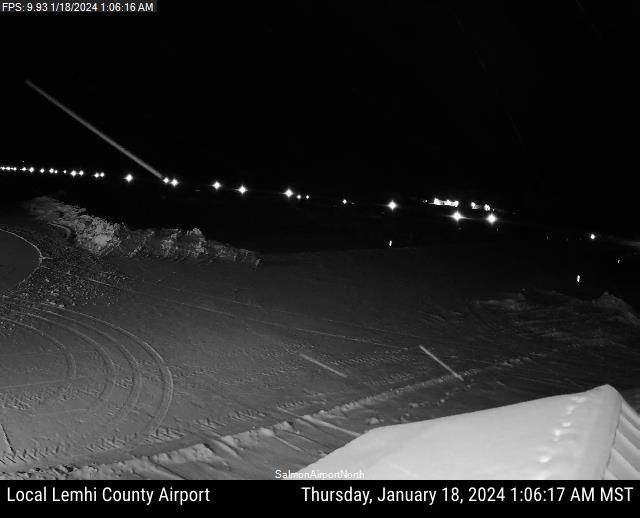 FPS: 9.93 1/18/2024 1:06:16 AM
SalmonAirportNorth
Local Lemhi County Airport Thursday, January 18, 2024 1:06:17 AM MST